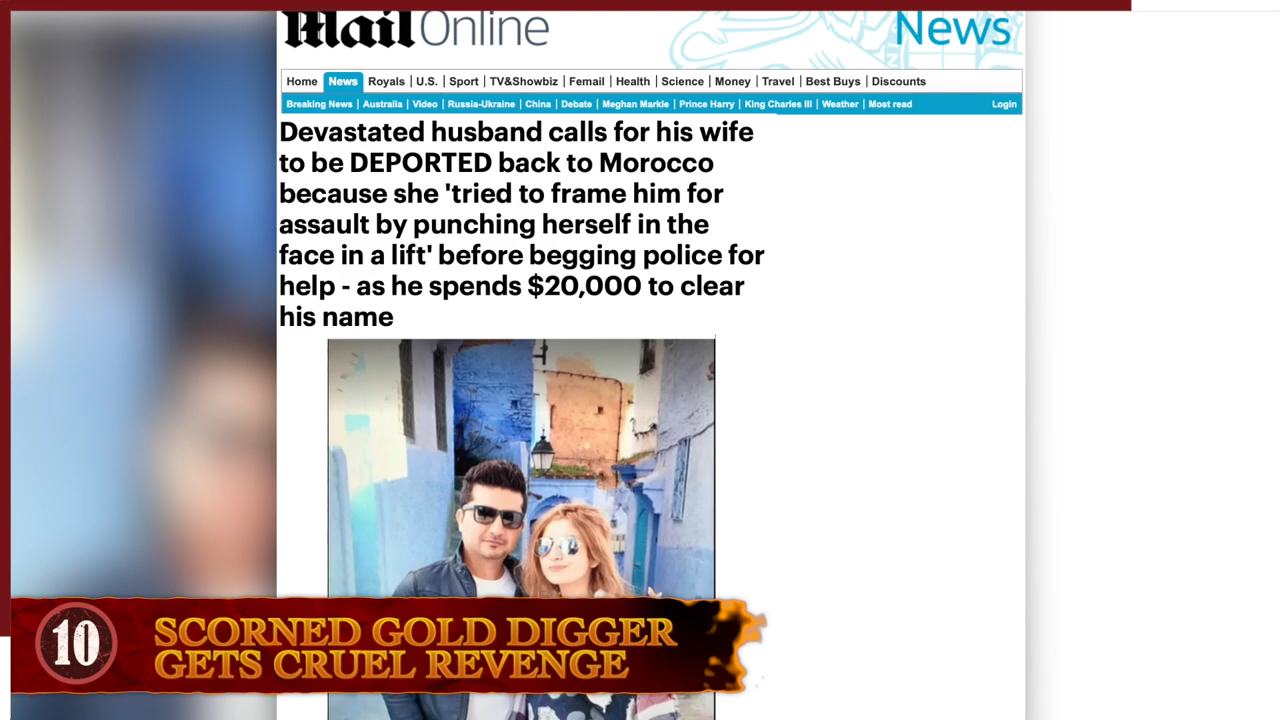 Mail Online
News
Home News Royals U.S. Sport TV&Showbiz Femail Health Science Money Travel Best Buys Discounts
Breaking News Australia Video Russia-Ukraine China Debate Meghan Markle Prince Harry King Charles III Weather Most read Login
Devastated husband calls for his wife
to be DEPORTED back to Morocco
because she 'tried to frame him for
assault by punching herself in the
face in a lift' before begging police for
help - as he spends $20,000 to clear
his name
10
SCORNED GOLD DIGGER
GETS CRUEL REVENGE